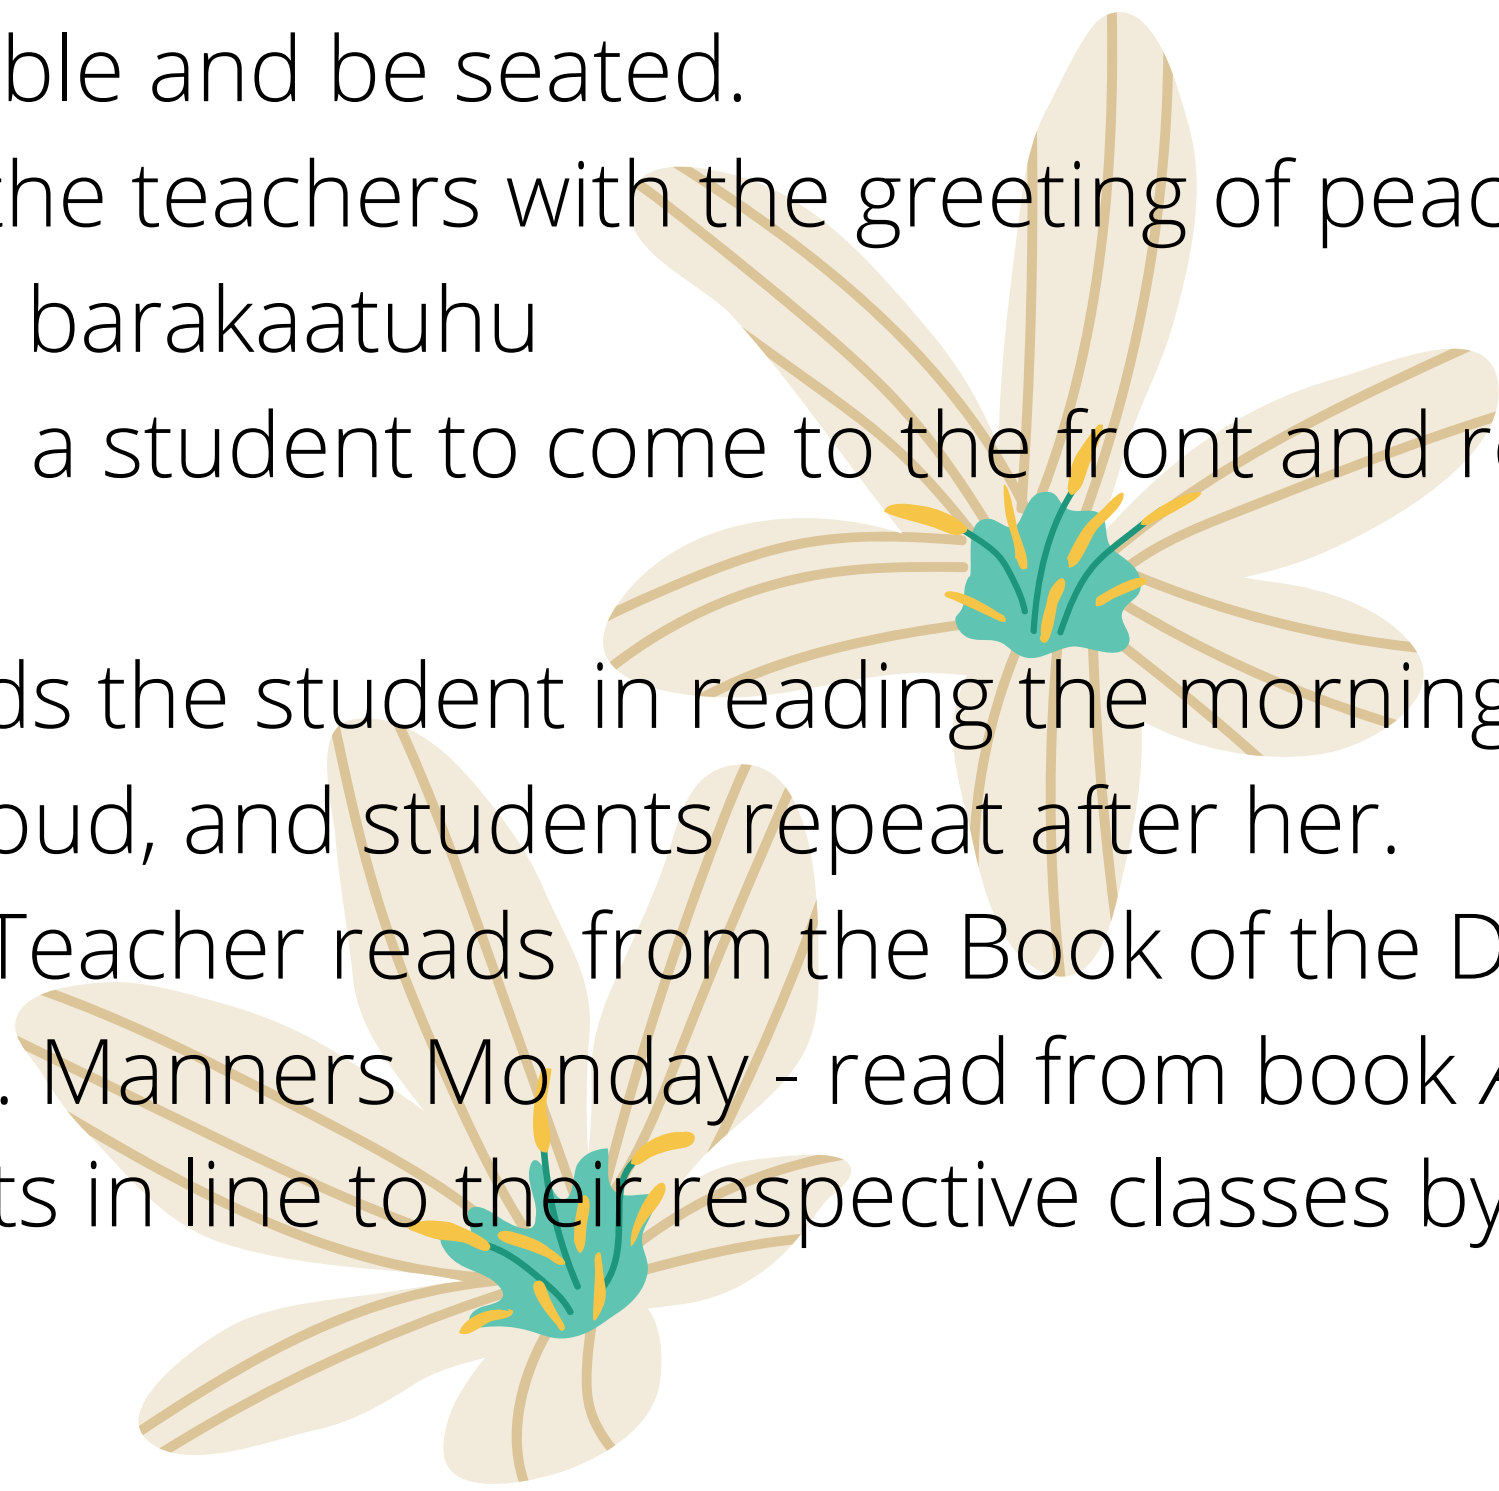 ble and be seated.
the teachers with the greeting of peac
barakaatuhu
a student to come to the front and re
ds the student in reading the morning
oud, and students repeat after her.
Teacher reads from the Book of the D
. Manners Monday - read from book A
ts in line to their respective classes by